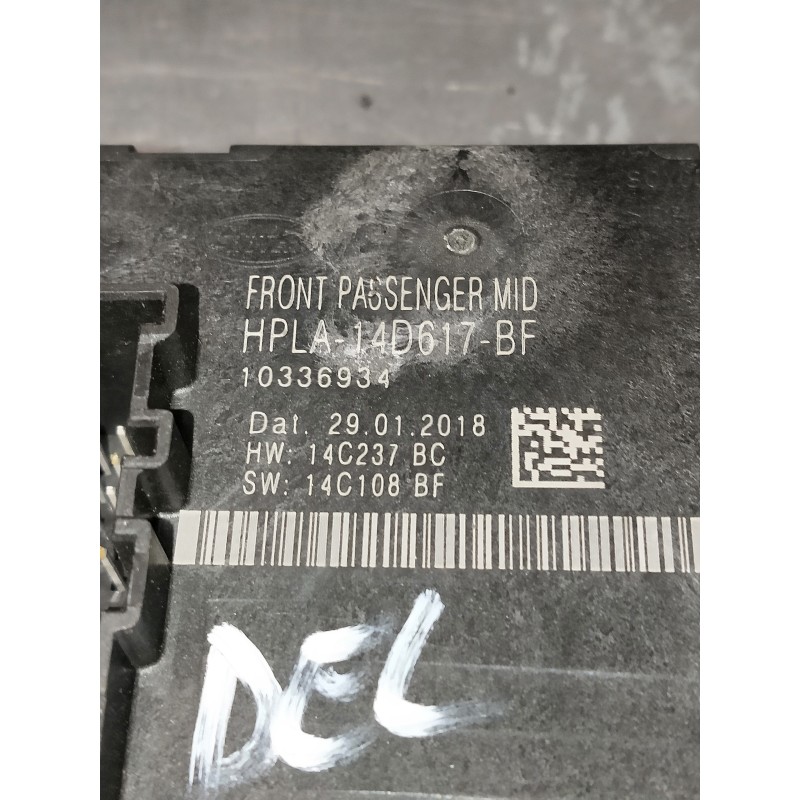 FRONT PASSENGER MID
HPLA-14D617-BF
10336934
Dat. 29.01.2018
HW: 14C237 BC
SW: 14C108 BF
DEL